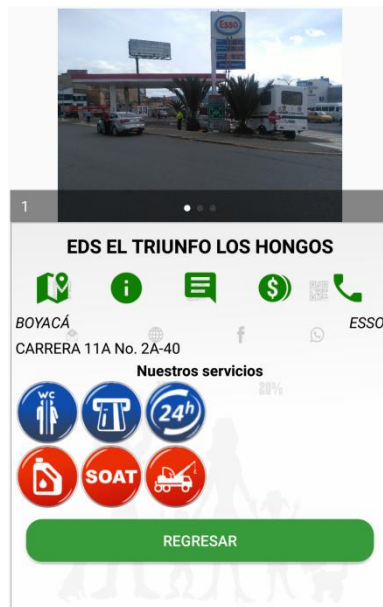 Esso
1
EDS EL TRIUNFO LOS HONGOS
BOYACÁ
ESSO
CARRERA 11A No. 2A-40
Nuestros servicios
WC
24h
SOAT
REGRESAR